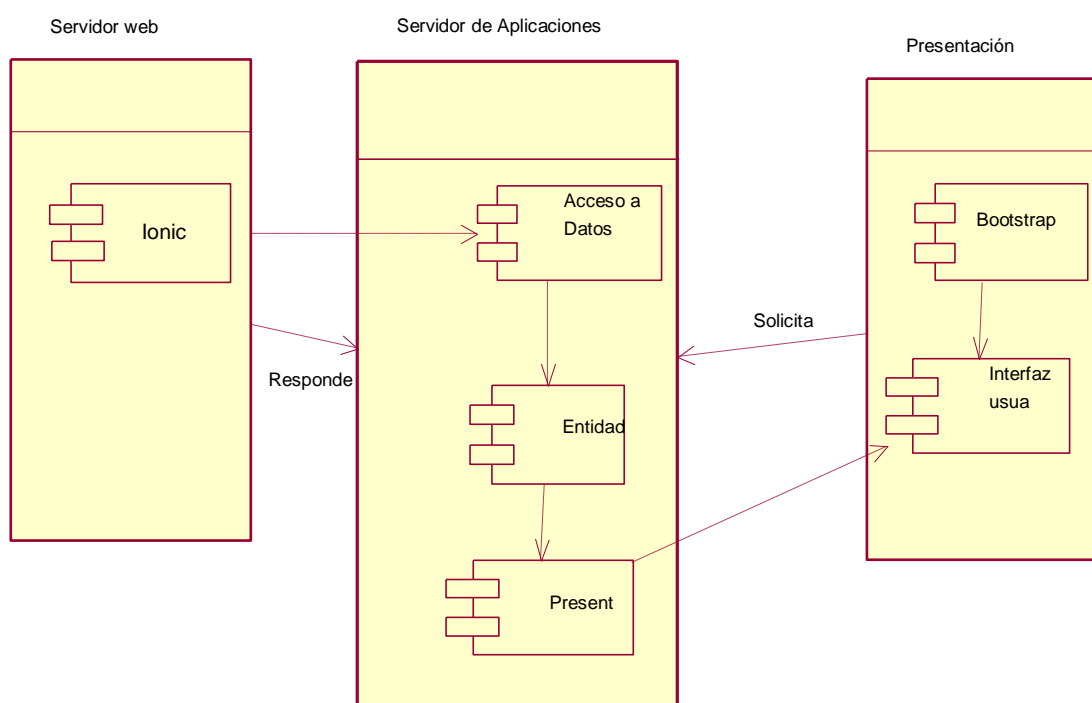 Servidor web
Servidor de Aplicaciones
Presentación
Ionic
Acceso a
Datos
Bootstrap
Solicita
Responde
Interfaz
usua
Entidad
Present